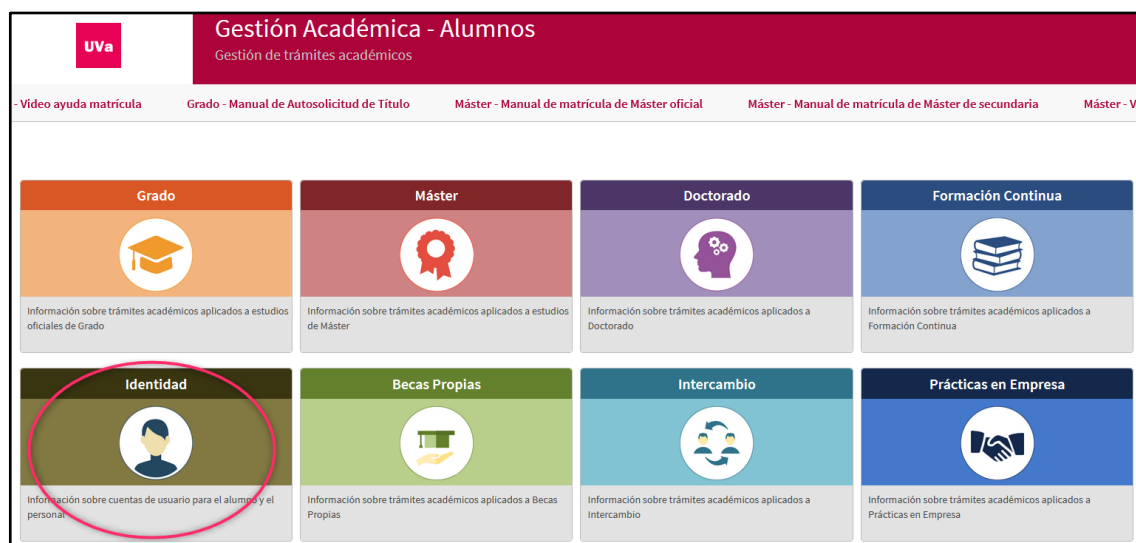 UVa
Gestión Académica - Alumnos
Gestión de trámites académicos
- Video ayuda matrícula Grado - Manual de Autosolicitud de Título Máster - Manual de matrícula de Máster oficial Máster - Manual de matrícula de Máster de secundaria Máster - V
Grado
Información sobre trámites académicos aplicados a estudios
oficiales de Grado
Máster
Información sobre trámites académicos aplicados a estudios
de Máster
Doctorado
Información sobre trámites académicos aplicados a
Doctorado
Formación Continua
Información sobre trámites académicos aplicados a
Formación Continua
Identidad
Información sobre cuentas de usuario para el alumno y el
personal
Becas Propias
Información sobre trámites académicos aplicados a Becas
Propias
Intercambio
Información sobre trámites académicos aplicados a
Intercambio
Prácticas en Empresa
Información sobre trámites académicos aplicados a
Prácticas en Empresa